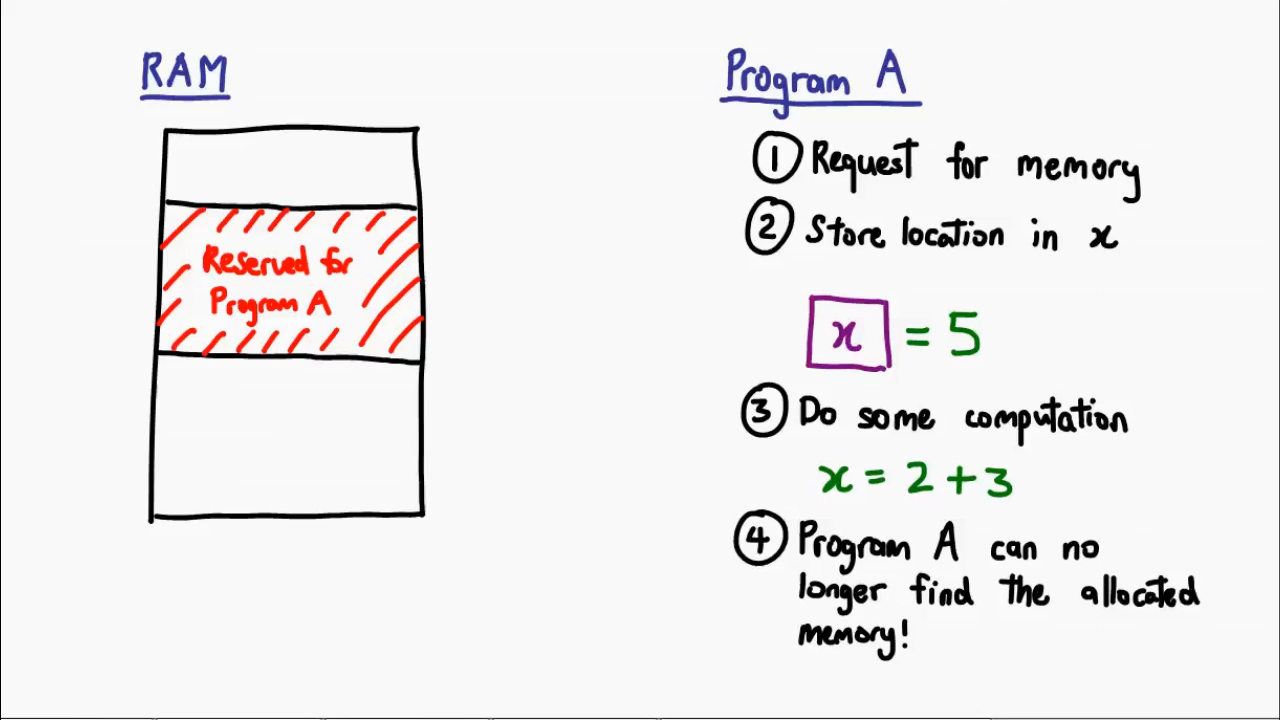 RAM
Reserved for
Program A
Program A
1 Request for memory
2 Store location in x
x = 5
3 Do some computation
x = 2 + 3
4 Program A can no
longer find the allocated
memory!